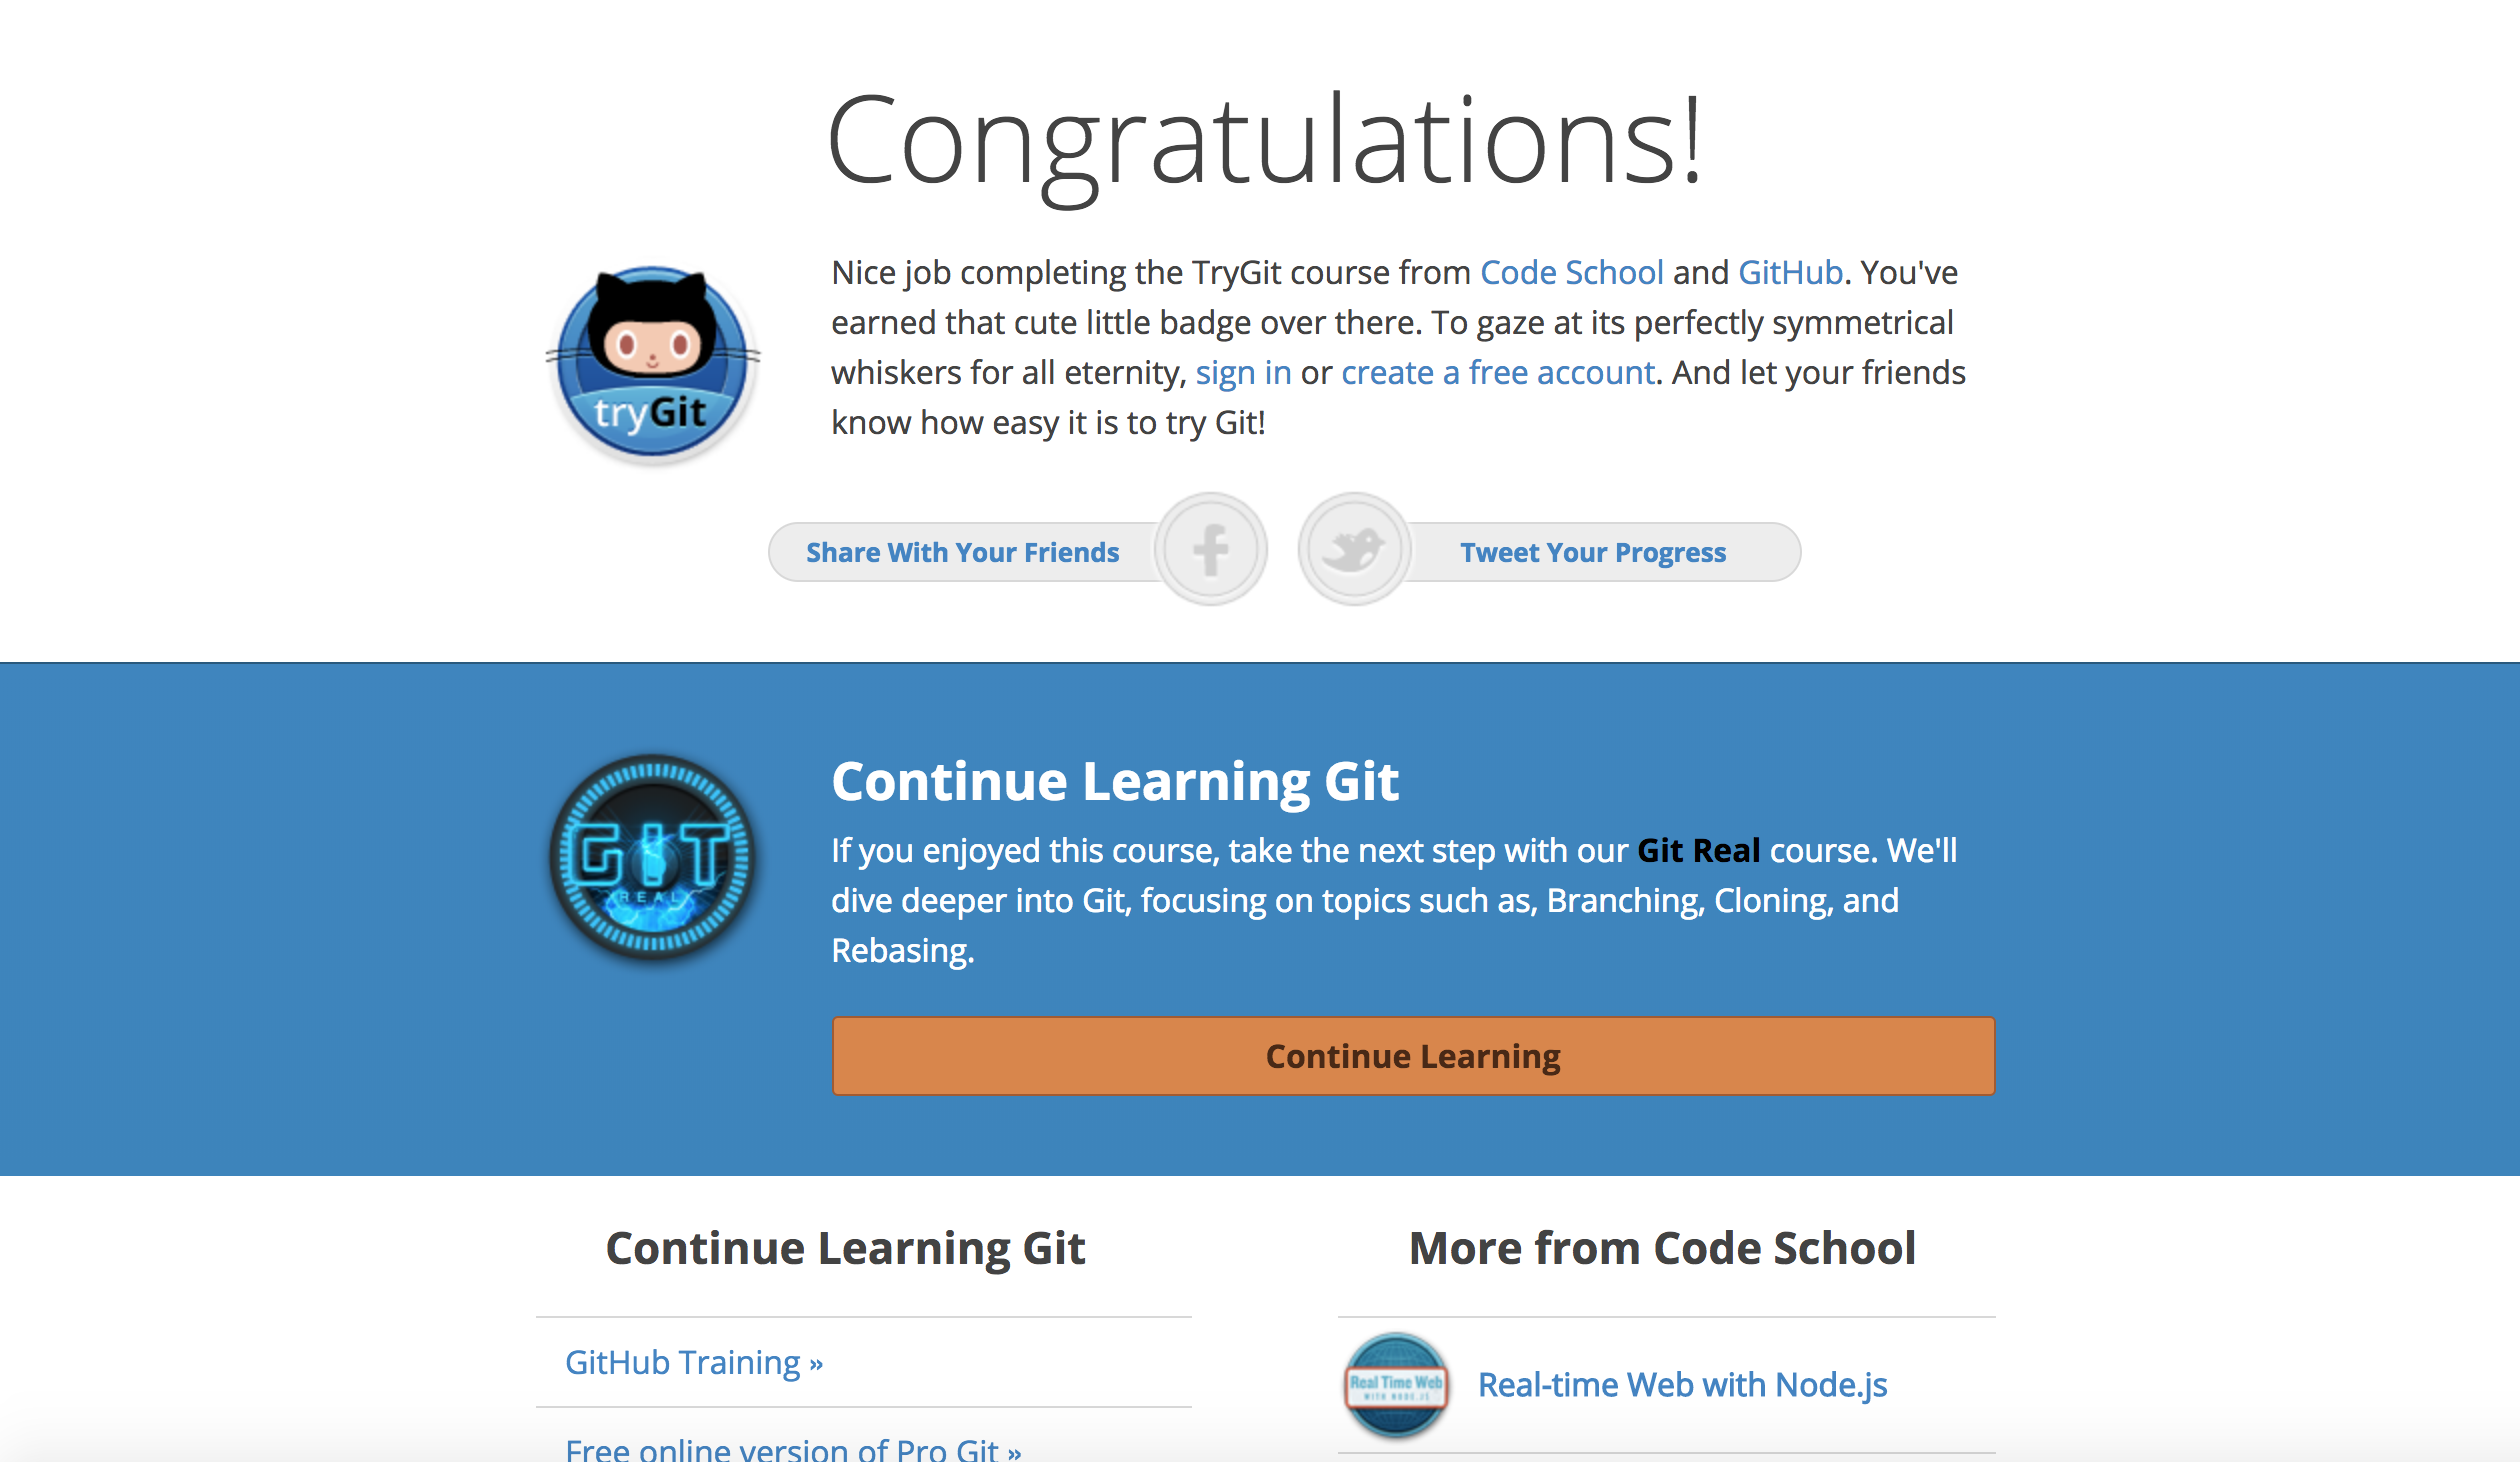 Congratulations!
Nice job completing the TryGit course from Code School and GitHub. You've
earned that cute little badge over there. To gaze at its perfectly symmetrical
whiskers for all eternity, sign in or create a free account. And let your friends
know how easy it is to try Git!
tryGit
Share With Your Friends
Tweet Your Progress
Continue Learning Git
If you enjoyed this course, take the next step with our Git Real course. We'll
dive deeper into Git, focusing on topics such as, Branching, Cloning, and
Rebasing.
GIT
REAL
Continue Learning
Continue Learning Git
GitHub Training »
Free online version of Pro Git »
More from Code School
Real Time Web
WITH NODE.JS
Real-time Web with Node.js